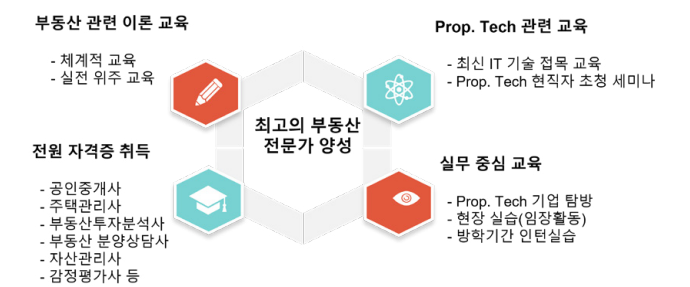 부동산 관련 이론 교육
- 체계적 교육
- 실전 위주 교육
Prop. Tech 관련 교육
- 최신 IT 기술 접목 교육
- Prop. Tech 현직자 초청 세미나
최고의 부동산
전문가 양성
전원 자격증 취득
- 공인중개사
- 주택관리사
- 부동산투자분석사
- 부동산 분양상담사
- 자산관리사
- 감정평가사 등
실무 중심 교육
- Prop. Tech 기업 탐방
- 현장 실습(임장활동)
- 방학기간 인턴실습